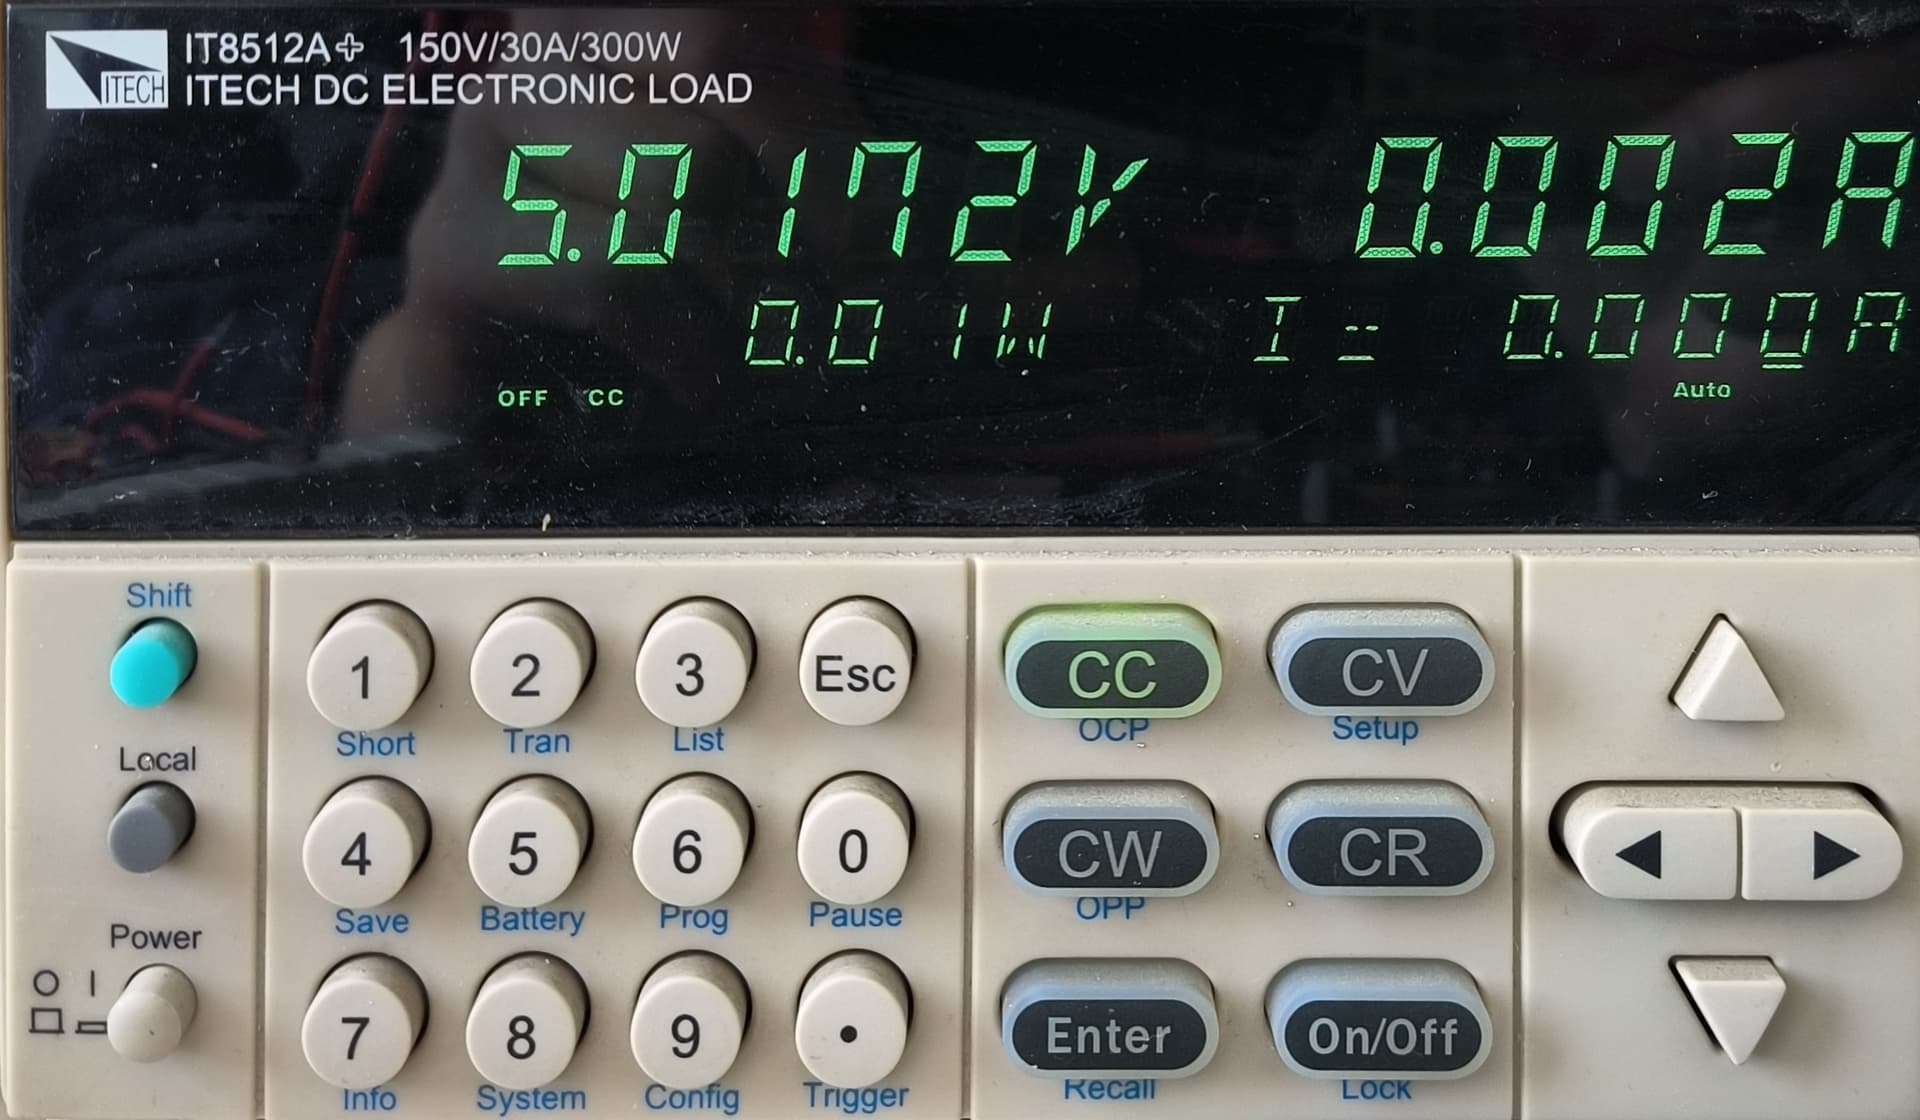 ITECH
IT8512A+ 150V/30A/300W
ITECH DC ELECTRONIC LOAD
5.0172V 0.002A
0.01W I = 0.000A
OFF CC Auto
Shift
1 2 3 Esc CC CV
Short Tran List OCP Setup
Local
4 5 6 0 CW CR
Save Battery Prog Pause OPP
Power
7 8 9 . Enter On/Off
Info System Config Trigger Recall Lock